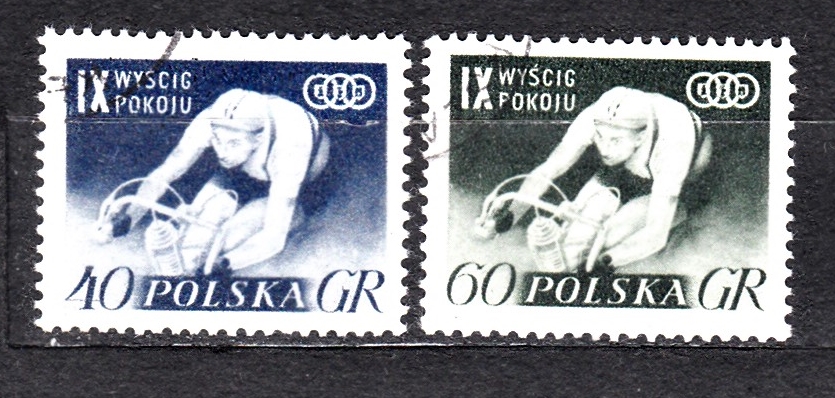 IX WYŚCIG
POKOJU
40 POLSKA GR
IX WYŚCIG
POKOJU
60 POLSKA GR